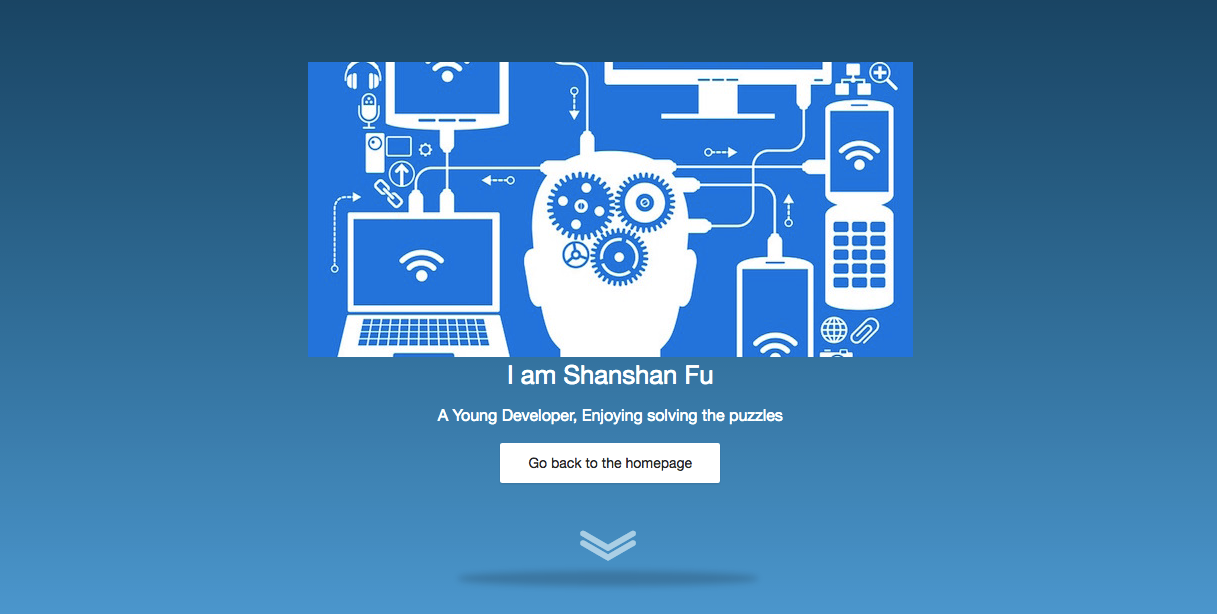 I am Shanshan Fu
A Young Developer, Enjoying solving the puzzles
Go back to the homepage